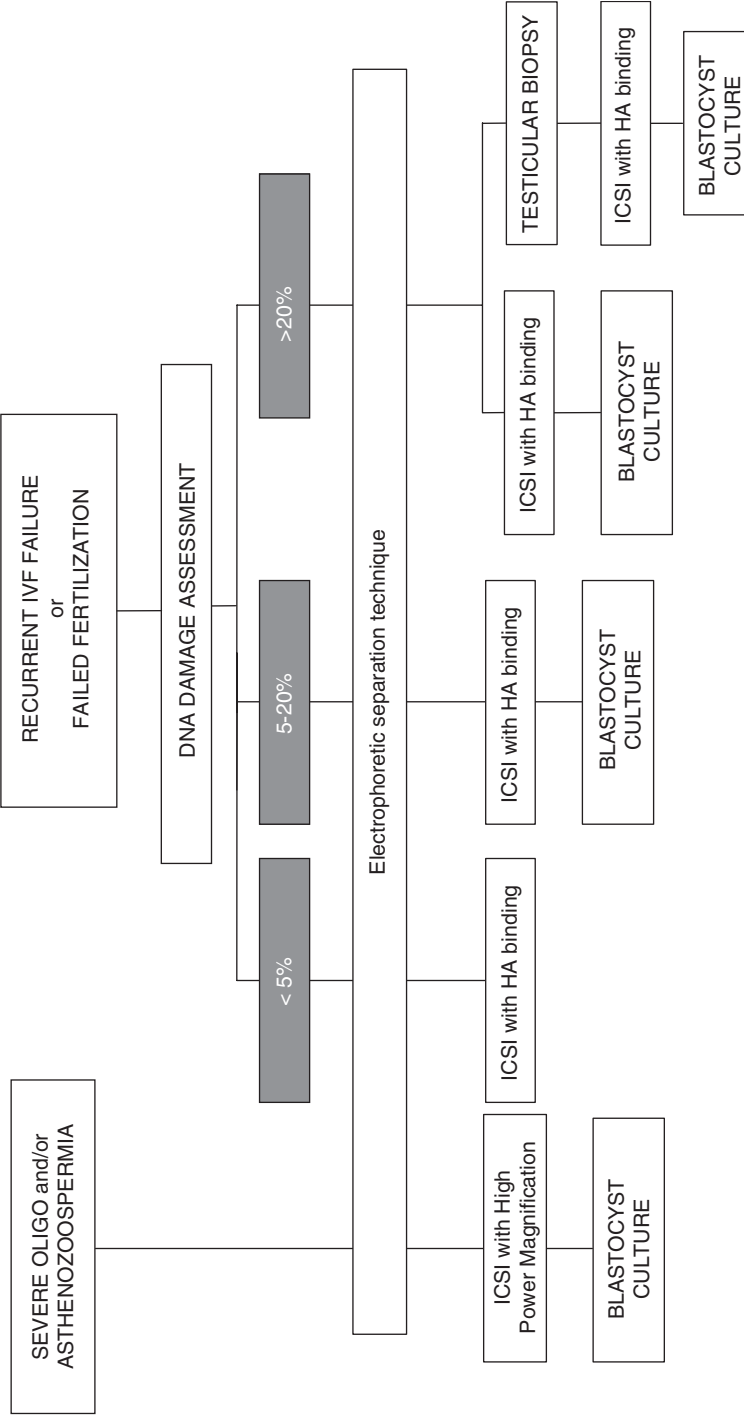 SEVERE OLIGO and/or
ASTHENOZOOSPERMIA
RECURRENT IVF FAILURE
or
FAILED FERTILIZATION
DNA DAMAGE ASSESSMENT
< 5%
5-20%
>20%
Electrophoretic separation technique
ICSI with High
Power Magnification
BLASTOCYST
CULTURE
ICSI with HA binding
ICSI with HA binding
BLASTOCYST
CULTURE
ICSI with HA binding
BLASTOCYST
CULTURE
TESTICULAR BIOPSY
ICSI with HA binding
BLASTOCYST
CULTURE